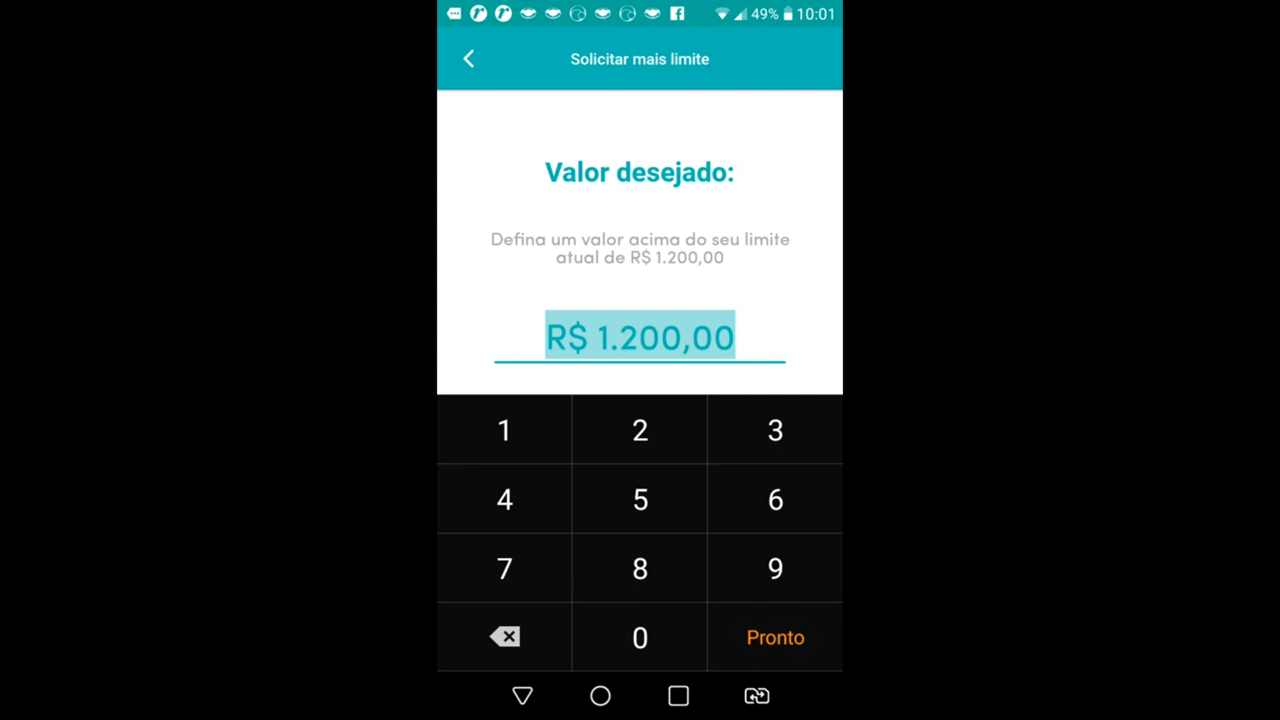 49% 10:01
Solicitar mais limite
Valor desejado:
Defina um valor acima do seu limite
atual de R$ 1.200,00
R$ 1.200,00
1 2 3
4 5 6
7 8 9
0 Pronto